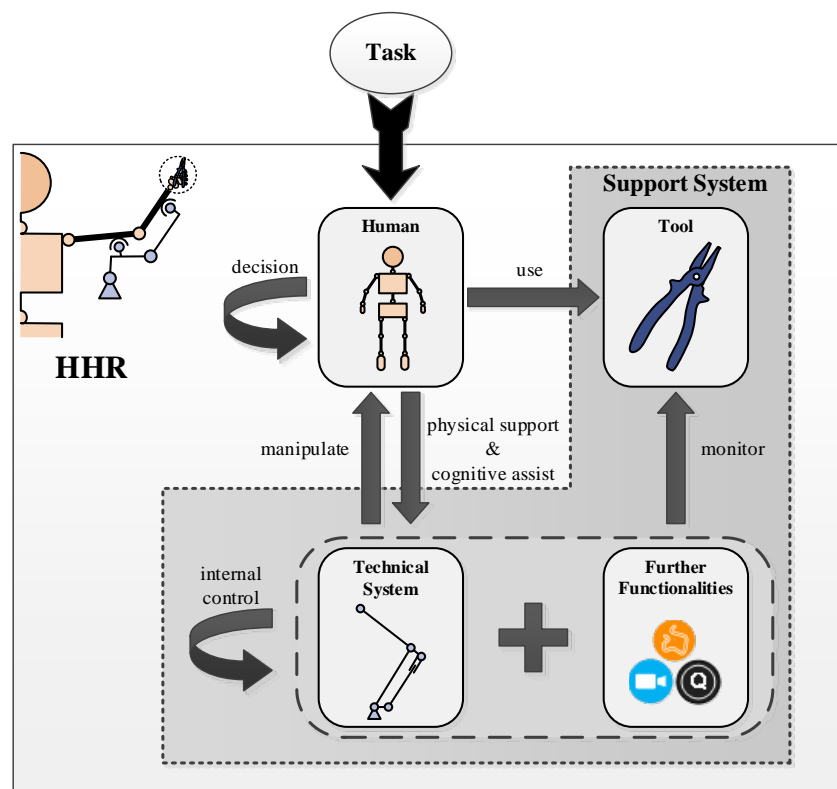 Task
Support System
Human
Tool
decision
use
HHR
manipulate
physical support
&
cognitive assist
monitor
internal
control
Technical
System
Further
Functionalities
Q